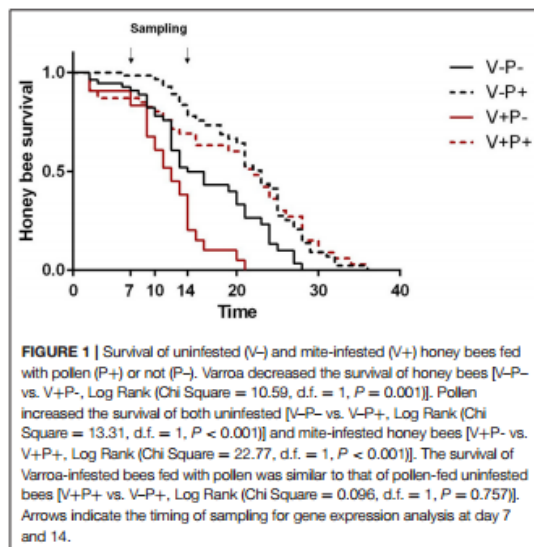 Sampling
1.0
0.5
0.0
Honey bee survival
0 7 10 14 20 30 40
Time
V-P-
V-P+
V+P-
V+P+
FIGURE 1 | Survival of uninfested (V–) and mite-infested (V+) honey bees fed
with pollen (P+) or not (P–). Varroa decreased the survival of honey bees [V–P–
vs. V+P-, Log Rank (Chi Square = 10.59, d.f. = 1, P = 0.001)]. Pollen
increased the survival of both uninfested [V–P– vs. V–P+, Log Rank (Chi
Square = 13.31, d.f. = 1, P < 0.001)] and mite-infested honey bees [V+P- vs.
V+P+, Log Rank (Chi Square = 22.77, d.f. = 1, P < 0.001)]. The survival of
Varroa-infested bees fed with pollen was similar to that of pollen-fed uninfested
bees [V+P+ vs. V–P+, Log Rank (Chi Square = 0.096, d.f. = 1, P = 0.757)].
Arrows indicate the timing of sampling for gene expression analysis at day 7
and 14.